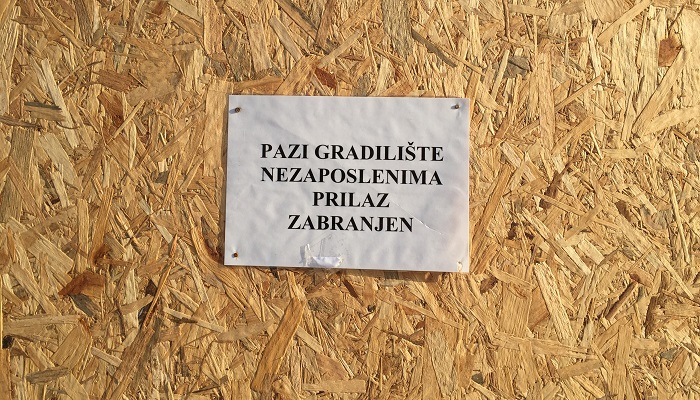 PAZI GRADILIŠTE
NEZAPOSLENIMA
PRILAZ
ZABRANJEN